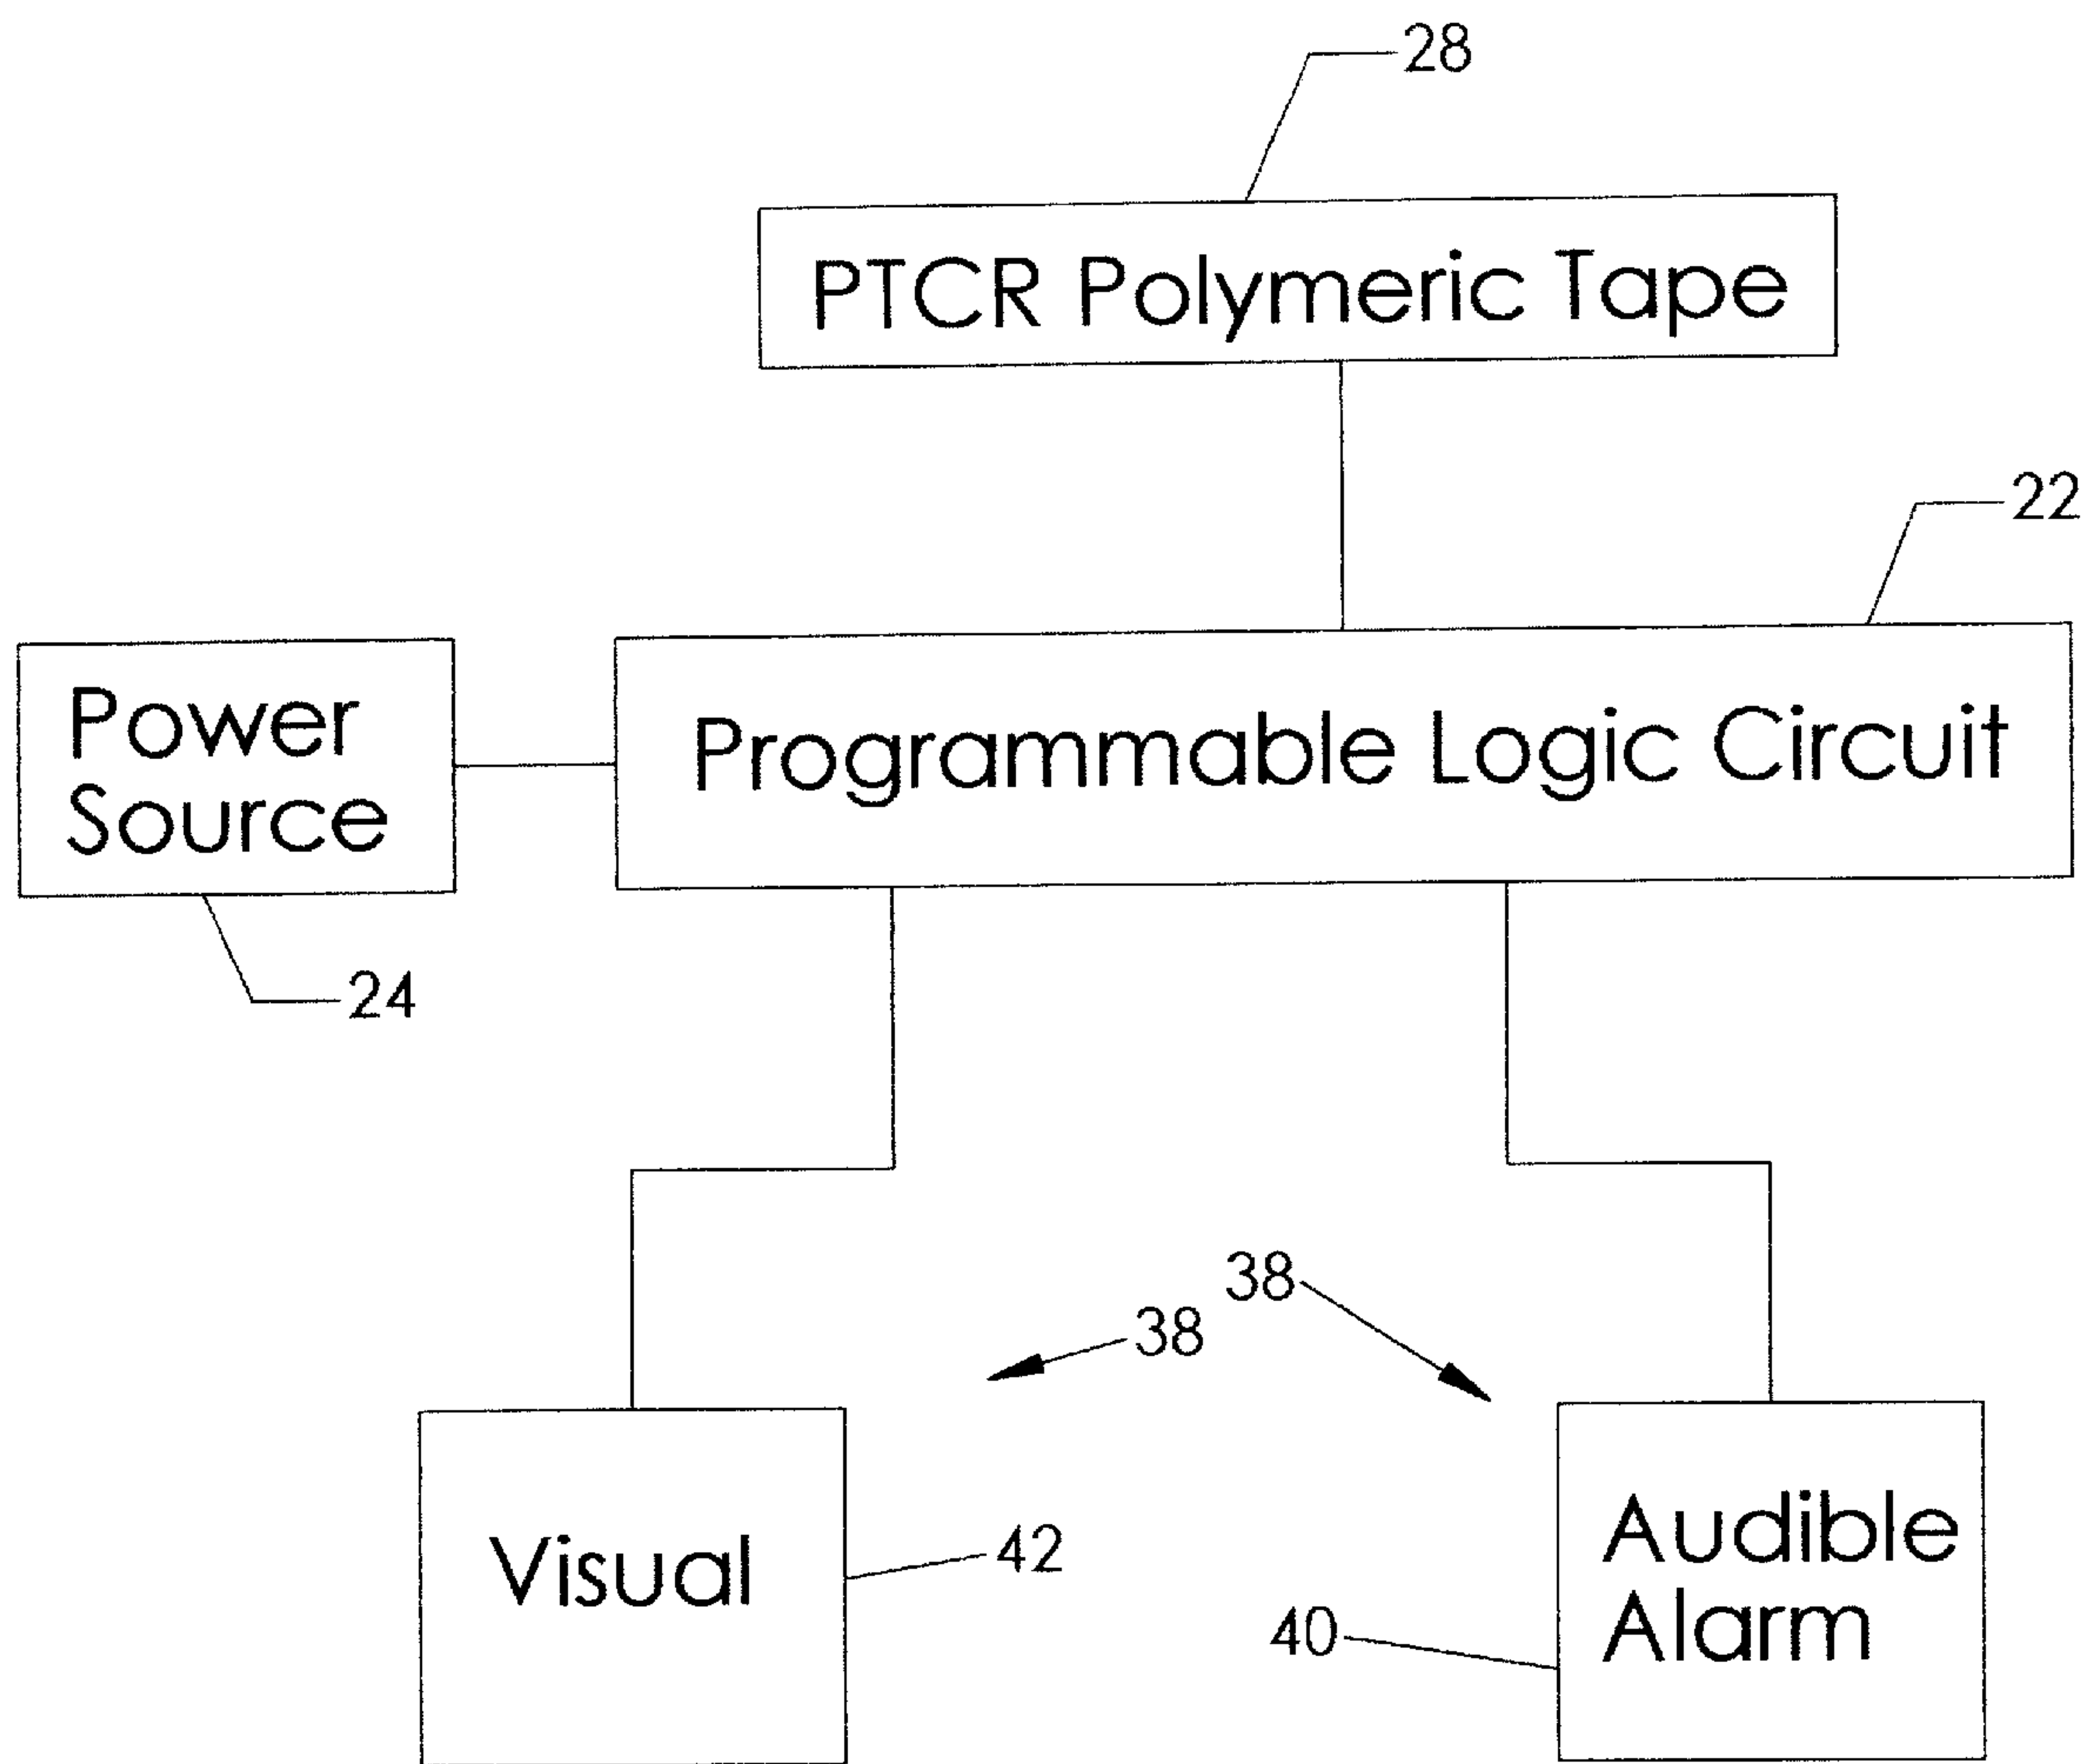 28
PTCR Polymeric Tape
22
Power
Source
Programmable Logic Circuit
24
38
38
Visual
42
Audible
Alarm
40